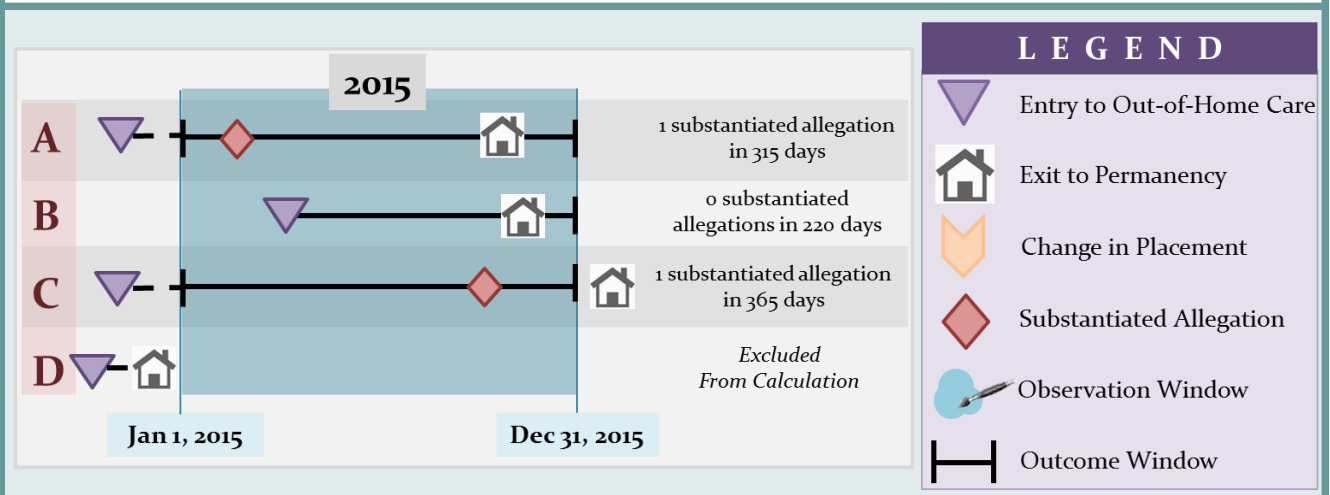 2015
A
1 substantiated allegation
in 315 days
B
0 substantiated
allegations in 220 days
C
1 substantiated allegation
in 365 days
D
Excluded
From Calculation
Jan 1, 2015
Dec 31, 2015
LEGEND
Entry to Out-of-Home Care
Exit to Permanency
Change in Placement
Substantiated Allegation
Observation Window
Outcome Window